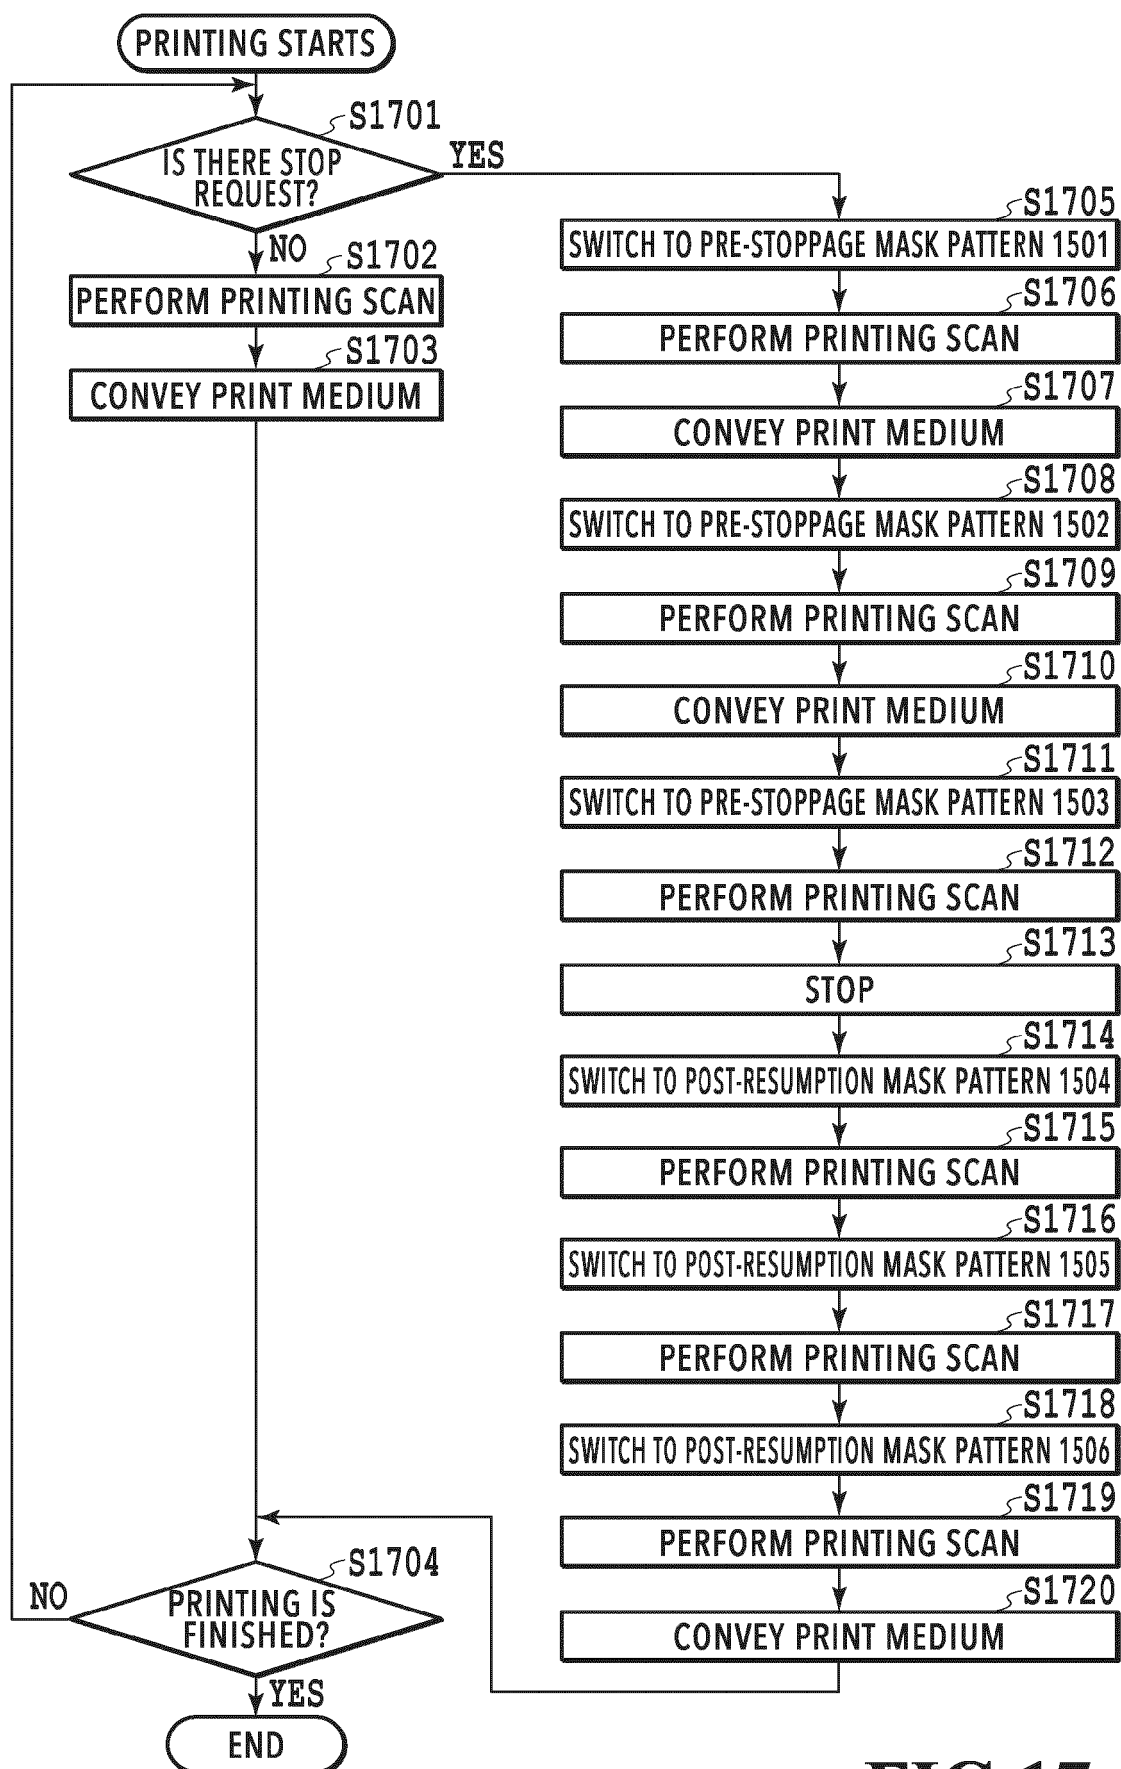 PRINTING STARTS
S1701
IS THERE STOP
REQUEST?
YES
NO
S1702
PERFORM PRINTING SCAN
S1703
CONVEY PRINT MEDIUM
S1705
SWITCH TO PRE-STOPPAGE MASK PATTERN 1501
S1706
PERFORM PRINTING SCAN
S1707
CONVEY PRINT MEDIUM
S1708
SWITCH TO PRE-STOPPAGE MASK PATTERN 1502
S1709
PERFORM PRINTING SCAN
S1710
CONVEY PRINT MEDIUM
S1711
SWITCH TO PRE-STOPPAGE MASK PATTERN 1503
S1712
PERFORM PRINTING SCAN
S1713
STOP
S1714
SWITCH TO POST-RESUMPTION MASK PATTERN 1504
S1715
PERFORM PRINTING SCAN
S1716
SWITCH TO POST-RESUMPTION MASK PATTERN 1505
S1717
PERFORM PRINTING SCAN
S1718
SWITCH TO POST-RESUMPTION MASK PATTERN 1506
S1719
PERFORM PRINTING SCAN
S1720
CONVEY PRINT MEDIUM
S1704
PRINTING IS
FINISHED?
NO
YES
END